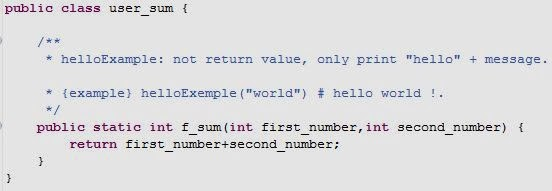 public class user_sum {
/**
* helloExample: not return value, only print "hello" + message.
* {example} helloExemple("world") # hello world !.
*/
public static int f_sum(int first_number,int second_number) {
return first_number+second_number;
}
}